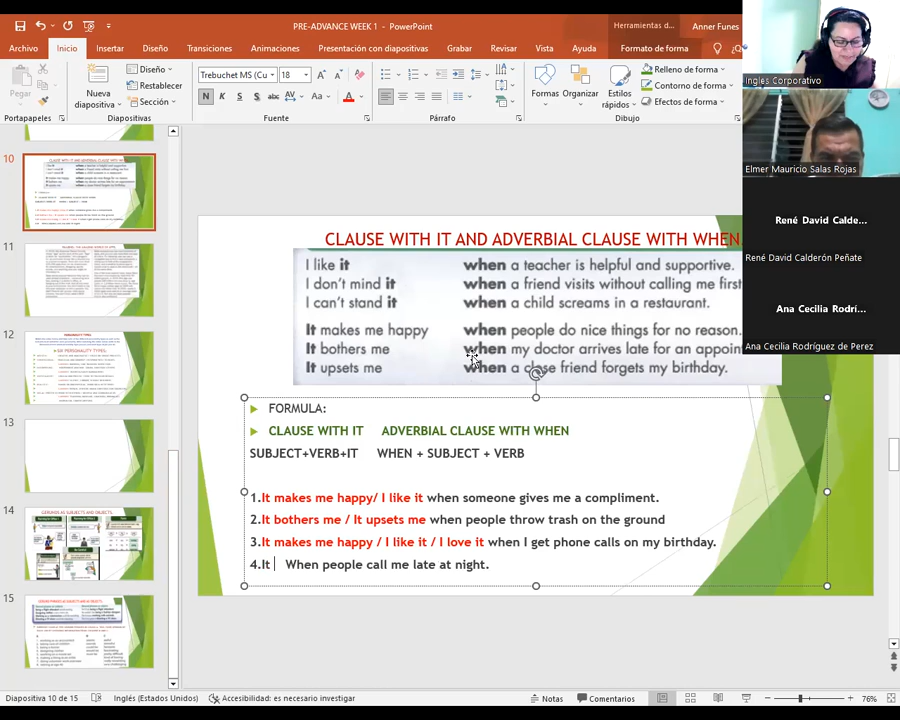 PRE-ADVANCE WEEK 1 - PowerPoint
Herramientas d...
Anner Funes
Archivo
Inicio
Insertar
Diseño
Transiciones
Animaciones
Presentación con diapositivas
Grabar
Revisar
Vista
Ayuda
Formato de forma
¿Q
Pegar
Nueva diapositiva
Diseño
Restablecer
Sección
Trebuchet MS (Cu
18
N K S S abc AV Aa A
Formas
Organizar
Estilos rápidos
Relleno de forma
Contorno de forma
Efectos de forma
Portapapeles
Diapositivas
Fuente
Párrafo
Dibujo
Ingles Corporativo
Elmer Mauricio Salas Rojas
René David Calde...
René David Calderón Peñate
Ana Cecilia Rodrí...
Ana Cecilia Rodríguez de Perez
10
11
12
13
14
15
CLAUSE WITH IT AND ADVERBIAL CLAUSE WITH WHEN
I like it when a teacher is helpful and supportive.
I don't mind it when a friend visits without calling me first
I can't stand it when a child screams in a restaurant.
It makes me happy when people do nice things for no reason.
It bothers me when my doctor arrives late for an appoin
It upsets me when a close friend forgets my birthday.
FORMULA:
CLAUSE WITH IT ADVERBIAL CLAUSE WITH WHEN
SUBJECT+VERB+IT WHEN + SUBJECT + VERB
1.It makes me happy/ I like it when someone gives me a compliment.
2.It bothers me / It upsets me when people throw trash on the ground
3.It makes me happy / I like it / I love it when I get phone calls on my birthday.
4.It When people call me late at night.
Diapositiva 10 de 15
Inglés (Estados Unidos)
Accesibilidad: es necesario investigar
Notas
Comentarios
76%